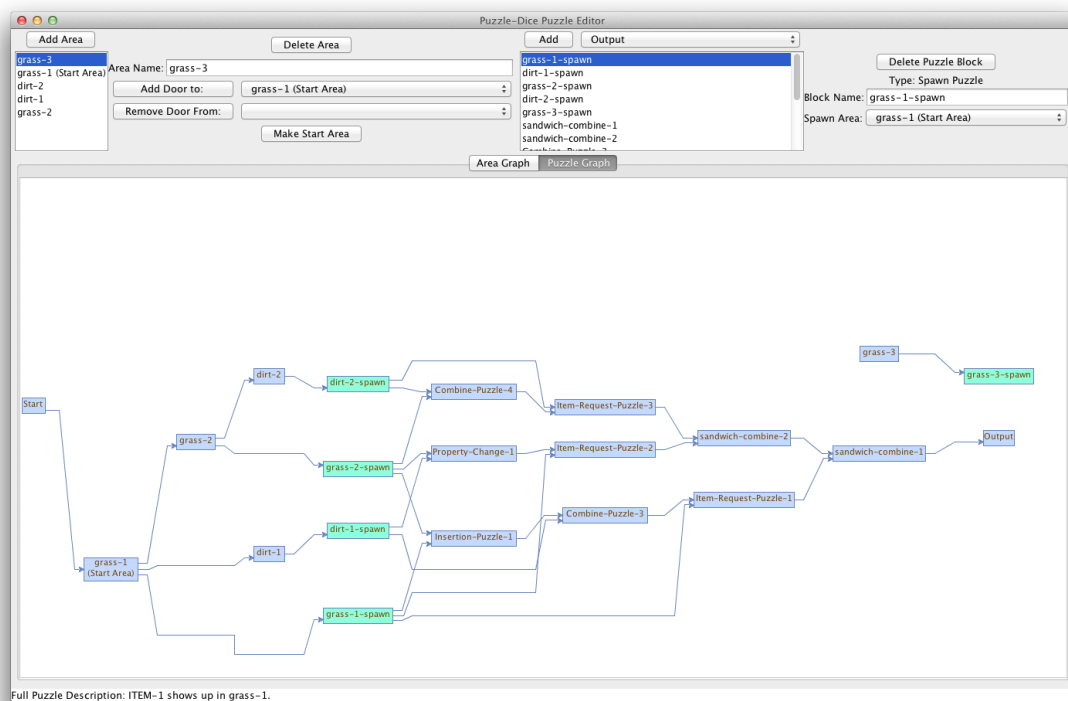 Puzzle-Dice Puzzle Editor
Add Area
Delete Area
Add
Output
grass-3
grass-1 (Start Area)
dirt-2
dirt-1
grass-2
Area Name:
grass-3
Add Door to:
grass-1 (Start Area)
Remove Door From:
Make Start Area
grass-1-spawn
dirt-1-spawn
grass-2-spawn
dirt-2-spawn
grass-3-spawn
sandwich-combine-1
sandwich-combine-2
Combine-Puzzle-3
Delete Puzzle Block
Type: Spawn Puzzle
Block Name:
grass-1-spawn
Spawn Area:
grass-1 (Start Area)
Area Graph
Puzzle Graph
grass-3
grass-3-spawn
dirt-2
dirt-2-spawn
Combine-Puzzle-4
Start
Item-Request-Puzzle-3
grass-2
sandwich-combine-2
Output
Property-Change-1
Item-Request-Puzzle-2
sandwich-combine-1
grass-2-spawn
Item-Request-Puzzle-1
Combine-Puzzle-3
dirt-1-spawn
Insertion-Puzzle-1
dirt-1
grass-1
(Start Area)
grass-1-spawn
Full Puzzle Description: ITEM-1 shows up in grass-1.